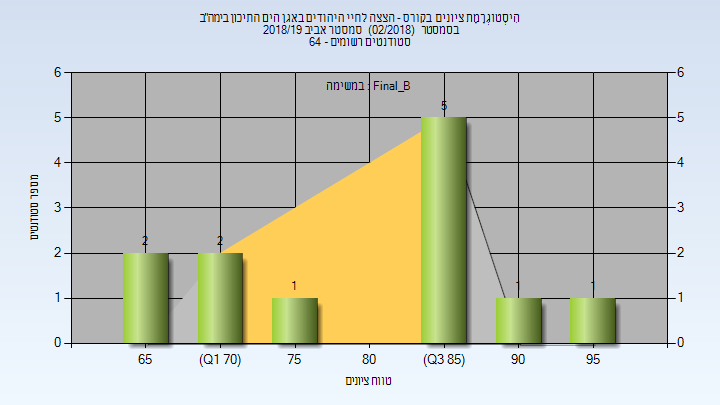 היסטוגרמת ציונים בקורס - הצצה לחיי היהודים באגן הים התיכון בימה"ב
בסמסטר (02/2018) סמסטר אביב 2018/19
סטודנטים רשומים - 64
במשימה : Final_B
מספר סטודנטים
6 6
5 5
4 4
3 3
2 2
1 1
0 0
2 2 1 5 1 1
65 (Q1 70) 75 80 (Q3 85) 90 95
טווח ציונים